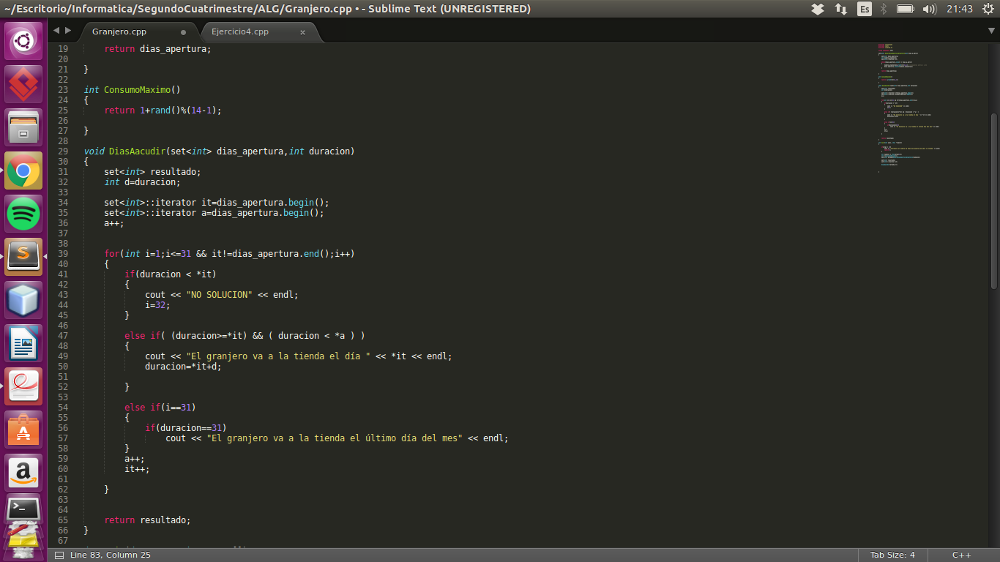 ~/Escritorio/Informatica/SegundoCuatrimestre/ALG/Granjero.cpp • - Sublime Text (UNREGISTERED)
Es
21:43
Granjero.cpp
Ejercicio4.cpp
19 return dias_apertura;
20
21 }
22
23 int ConsumoMaximo()
24 {
25 return 1+rand()%(14-1);
26
27 }
28
29 void DiasAacudir(set<int> dias_apertura,int duracion)
30 {
31 set<int> resultado;
32 int d=duracion;
33
34 set<int>::iterator it=dias_apertura.begin();
35 set<int>::iterator a=dias_apertura.begin();
36 a++;
37
38
39 for(int i=1;i<=31 && it!=dias_apertura.end();i++)
40 {
41 if(duracion < *it)
42 {
43 cout << "NO SOLUCION" << endl;
44 i=32;
45 }
46
47 else if( (duracion>=*it) && ( duracion < *a ) )
48 {
49 cout << "El granjero va a la tienda el día " << *it << endl;
50 duracion=*it+d;
51
52 }
53
54 else if(i==31)
55 {
56 if(duracion==31)
57 cout << "El granjero va a la tienda el último día del mes" << endl;
58 }
59 a++;
60 it++;
61
62 }
63
64
65 return resultado;
66 }
67
Line 83, Column 25
Tab Size: 4
C++